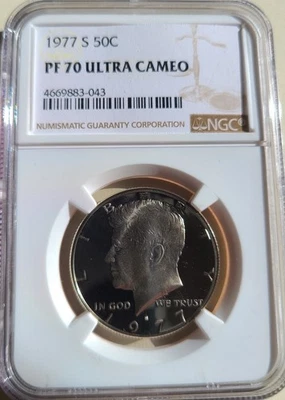 1977 S 50C
PF 70 ULTRA CAMEO
4669883-043
NUMISMATIC GUARANTY CORPORATION
NGC
LIBERTY
IN GOD WE TRUST
1977
S